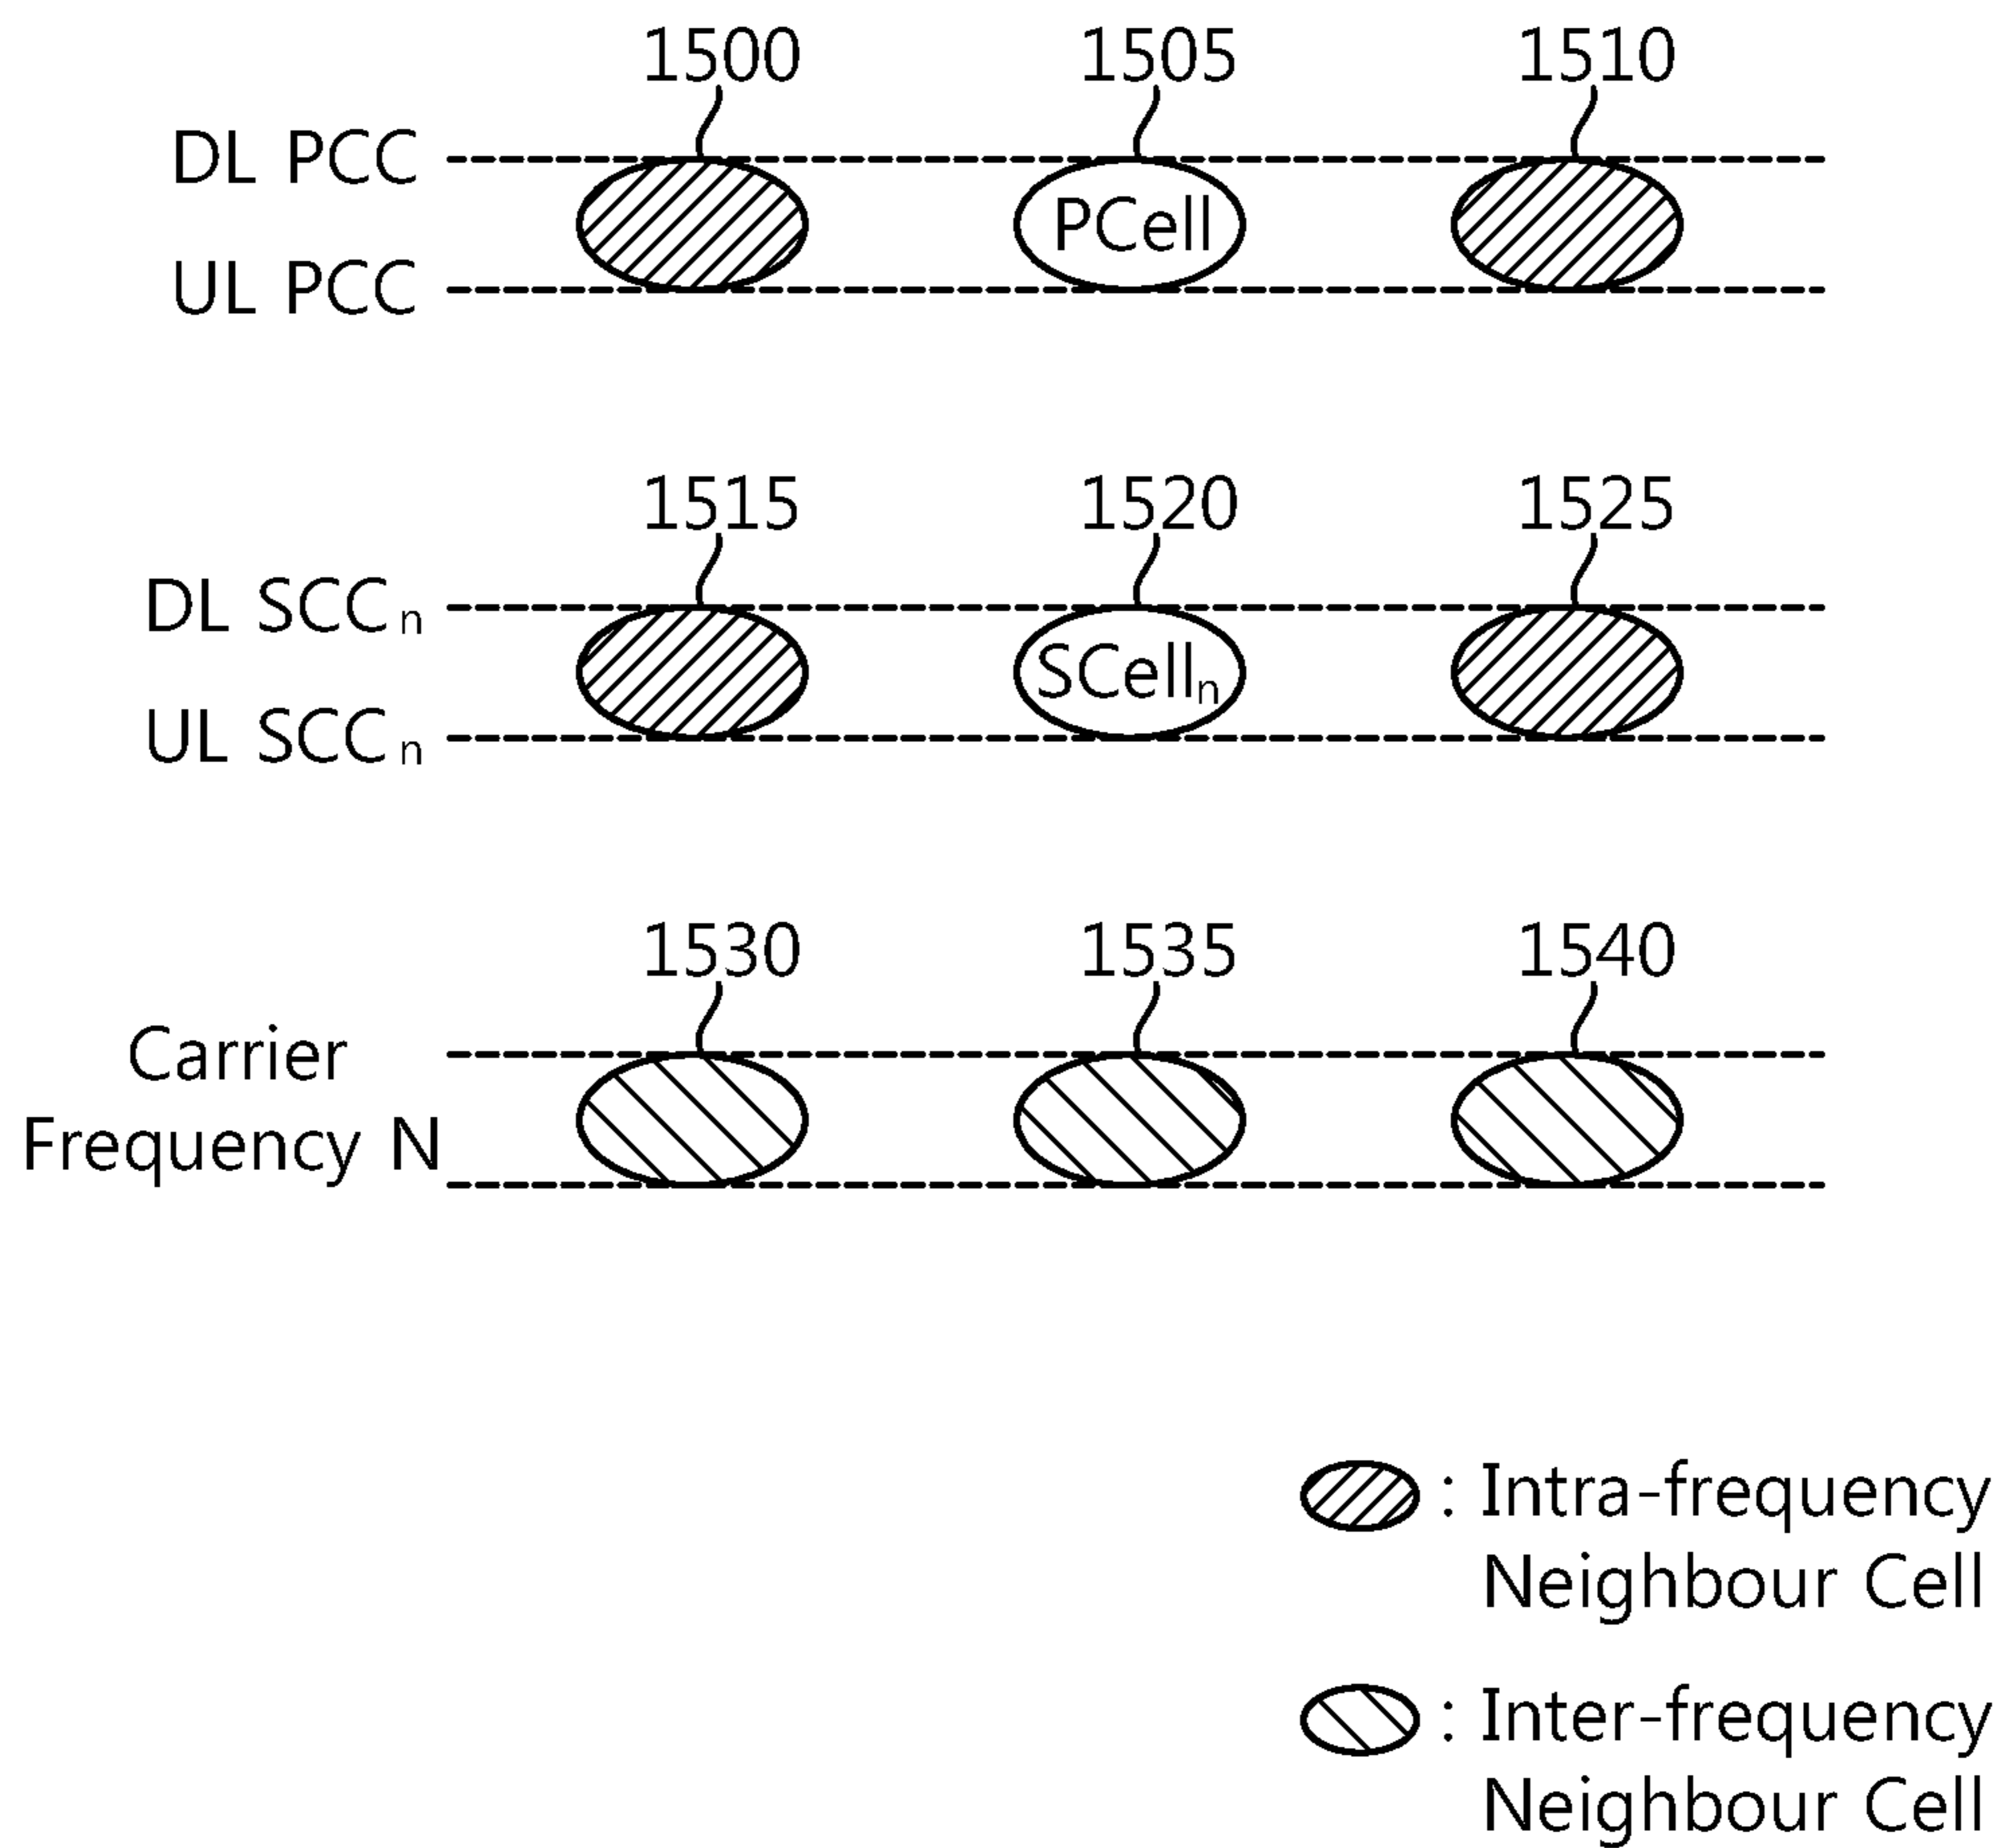 1500 1505 1510
DL PCC
PCell
UL PCC
1515 1520 1525
DL SCCn
SCelln
UL SCCn
1530 1535 1540
Carrier
Frequency N
: Intra-frequency
Neighbour Cell
: Inter-frequency
Neighbour Cell